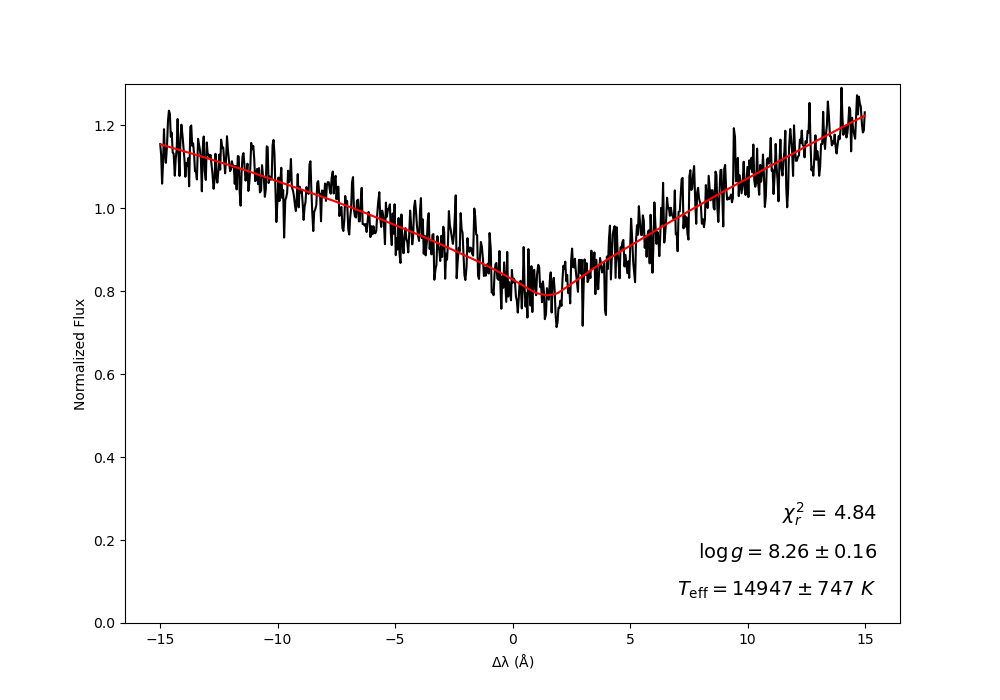 1.2
1.0
0.8
0.6
0.4
0.2
0.0
Normalized Flux
χ²ᵣ = 4.84
log g = 8.26 ± 0.16
T_eff = 14947 ± 747 K
−15 −10 −5 0 5 10 15
Δλ (Å)